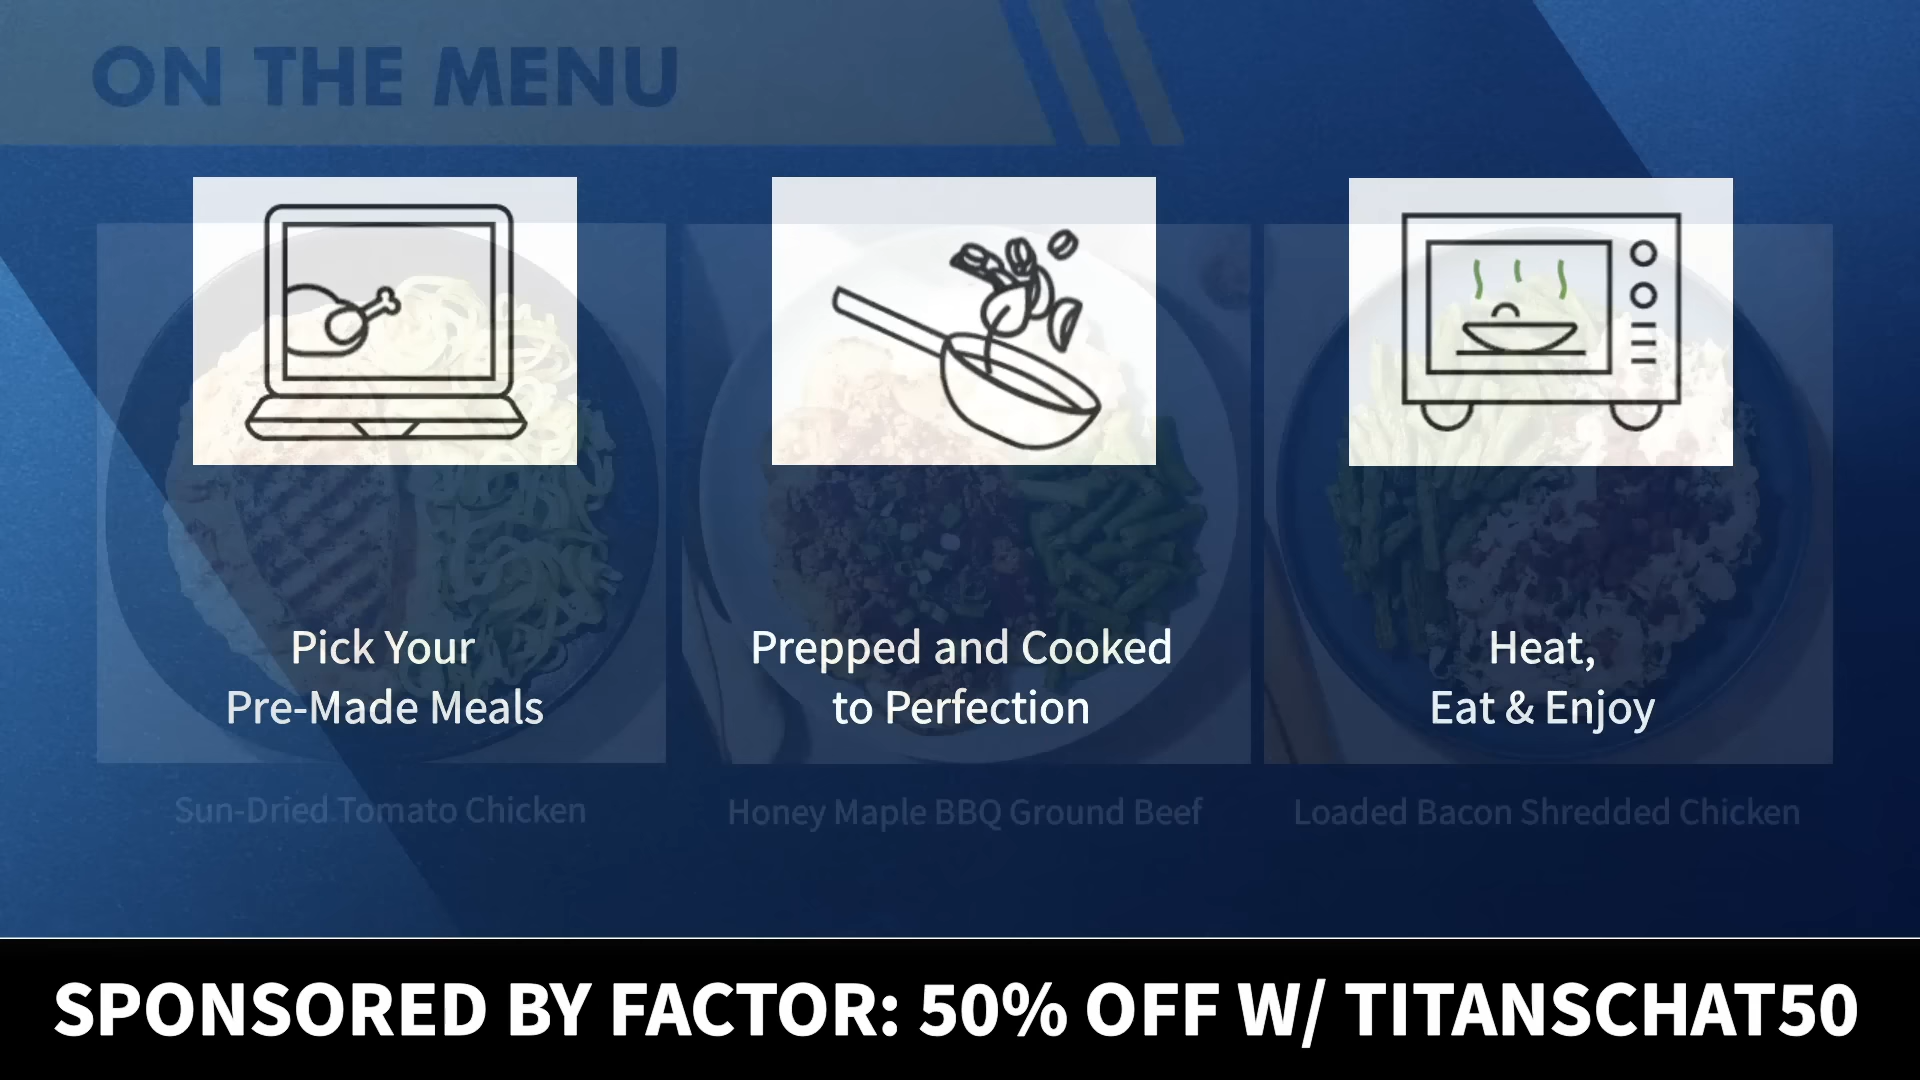 ON THE MENU
Pick Your
Pre-Made Meals
Prepped and Cooked
to Perfection
Heat,
Eat & Enjoy
Sun-Dried Tomato Chicken
Honey Maple BBQ Ground Beef
Loaded Bacon Shredded Chicken
SPONSORED BY FACTOR: 50% OFF W/ TITANSCHAT50